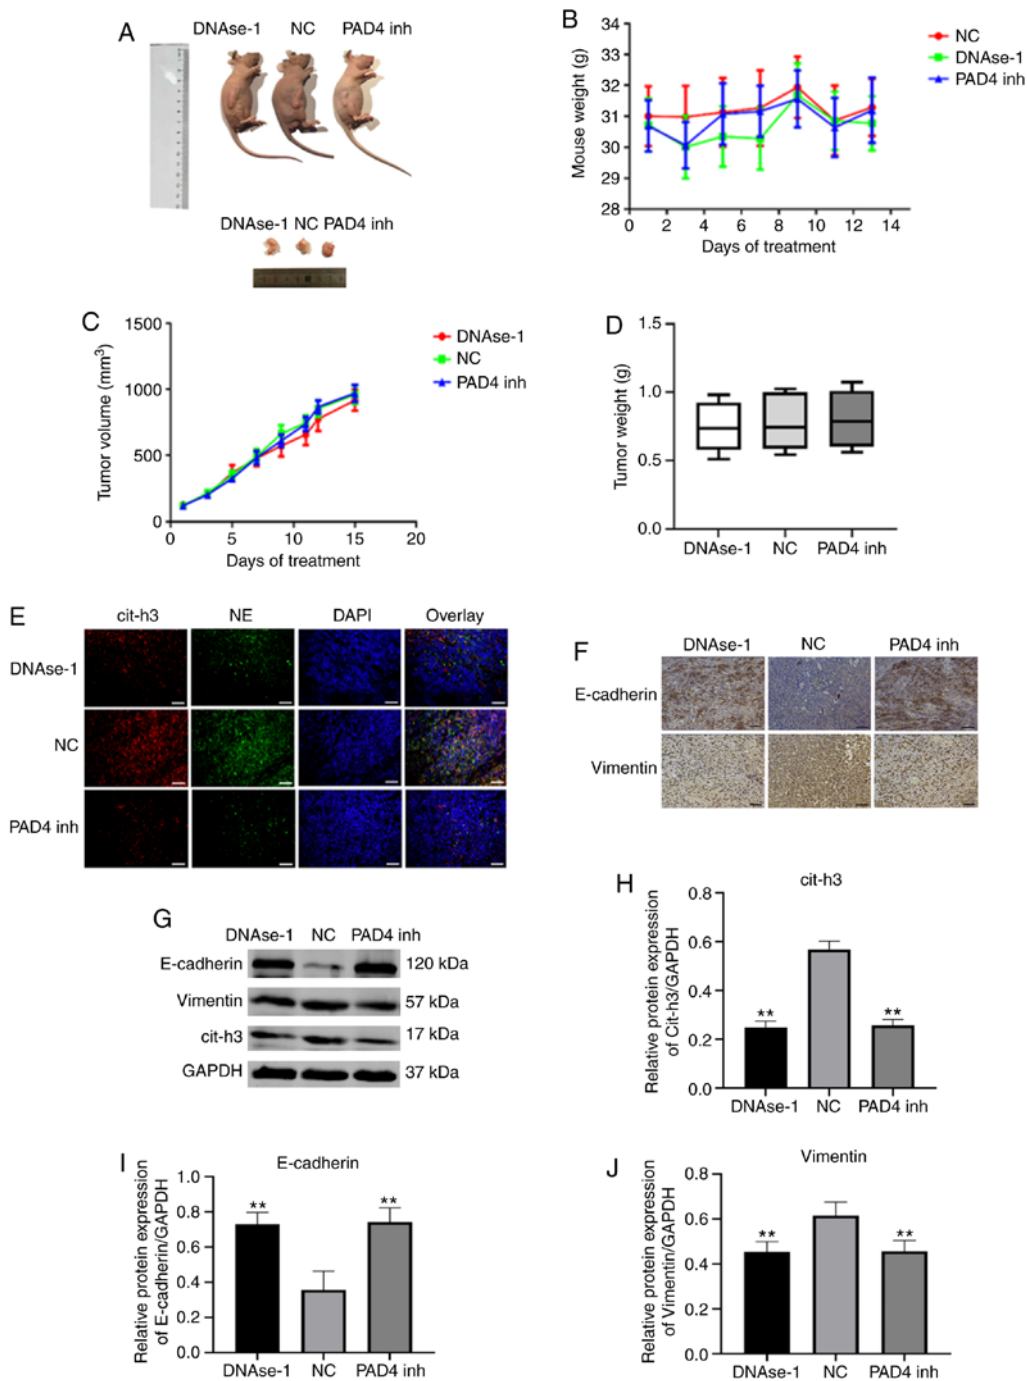 A
DNAse-1 NC PAD4 inh
DNAse-1 NC PAD4 inh
B
Mouse weight (g)
34
33
32
31
30
29
28
0 2 4 6 8 10 12 14
Days of treatment
NC
DNAse-1
PAD4 inh
C
Tumor volume (mm³)
1500
1000
500
0
0 5 10 15 20
Days of treatment
DNAse-1
NC
PAD4 inh
D
Tumor weight (g)
1.5
1.0
0.5
0.0
DNAse-1 NC PAD4 inh
E
cit-h3 NE DAPI Overlay
DNAse-1
NC
PAD4 inh
F
DNAse-1 NC PAD4 inh
E-cadherin
Vimentin
G
DNAse-1 NC PAD4 inh
E-cadherin 120 kDa
Vimentin 57 kDa
cit-h3 17 kDa
GAPDH 37 kDa
H
cit-h3
Relative protein expression
of Cit-h3/GAPDH
0.8
0.6
0.4
0.2
0.0
** **
DNAse-1 NC PAD4 inh
I
E-cadherin
Relative protein expression
of E-cadherin/GAPDH
1.0
0.8
0.6
0.4
0.2
0.0
** **
DNAse-1 NC PAD4 inh
J
Vimentin
Relative protein expression
of Vimentin/GAPDH
0.8
0.6
0.4
0.2
0.0
** **
DNAse-1 NC PAD4 inh